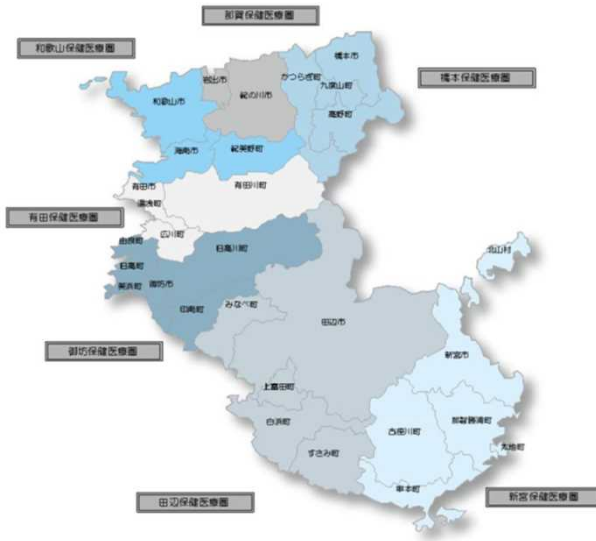 那賀保健医療圏
和歌山保健医療圏
橋本保健医療圏
橋本市
かつらぎ町
九度山町
岩出市
紀の川市
和歌山市
高野町
海南市
紀美野町
有田市
有田川町
湯浅町
有田保健医療圏
広川町
由良町
日高川町
北山村
日高町
美浜町
御坊市
印南町
みなべ町
田辺市
御坊保健医療圏
新宮市
上富田町
白浜町
古座川町
那智勝浦町
太地町
すさみ町
串本町
田辺保健医療圏
新宮保健医療圏